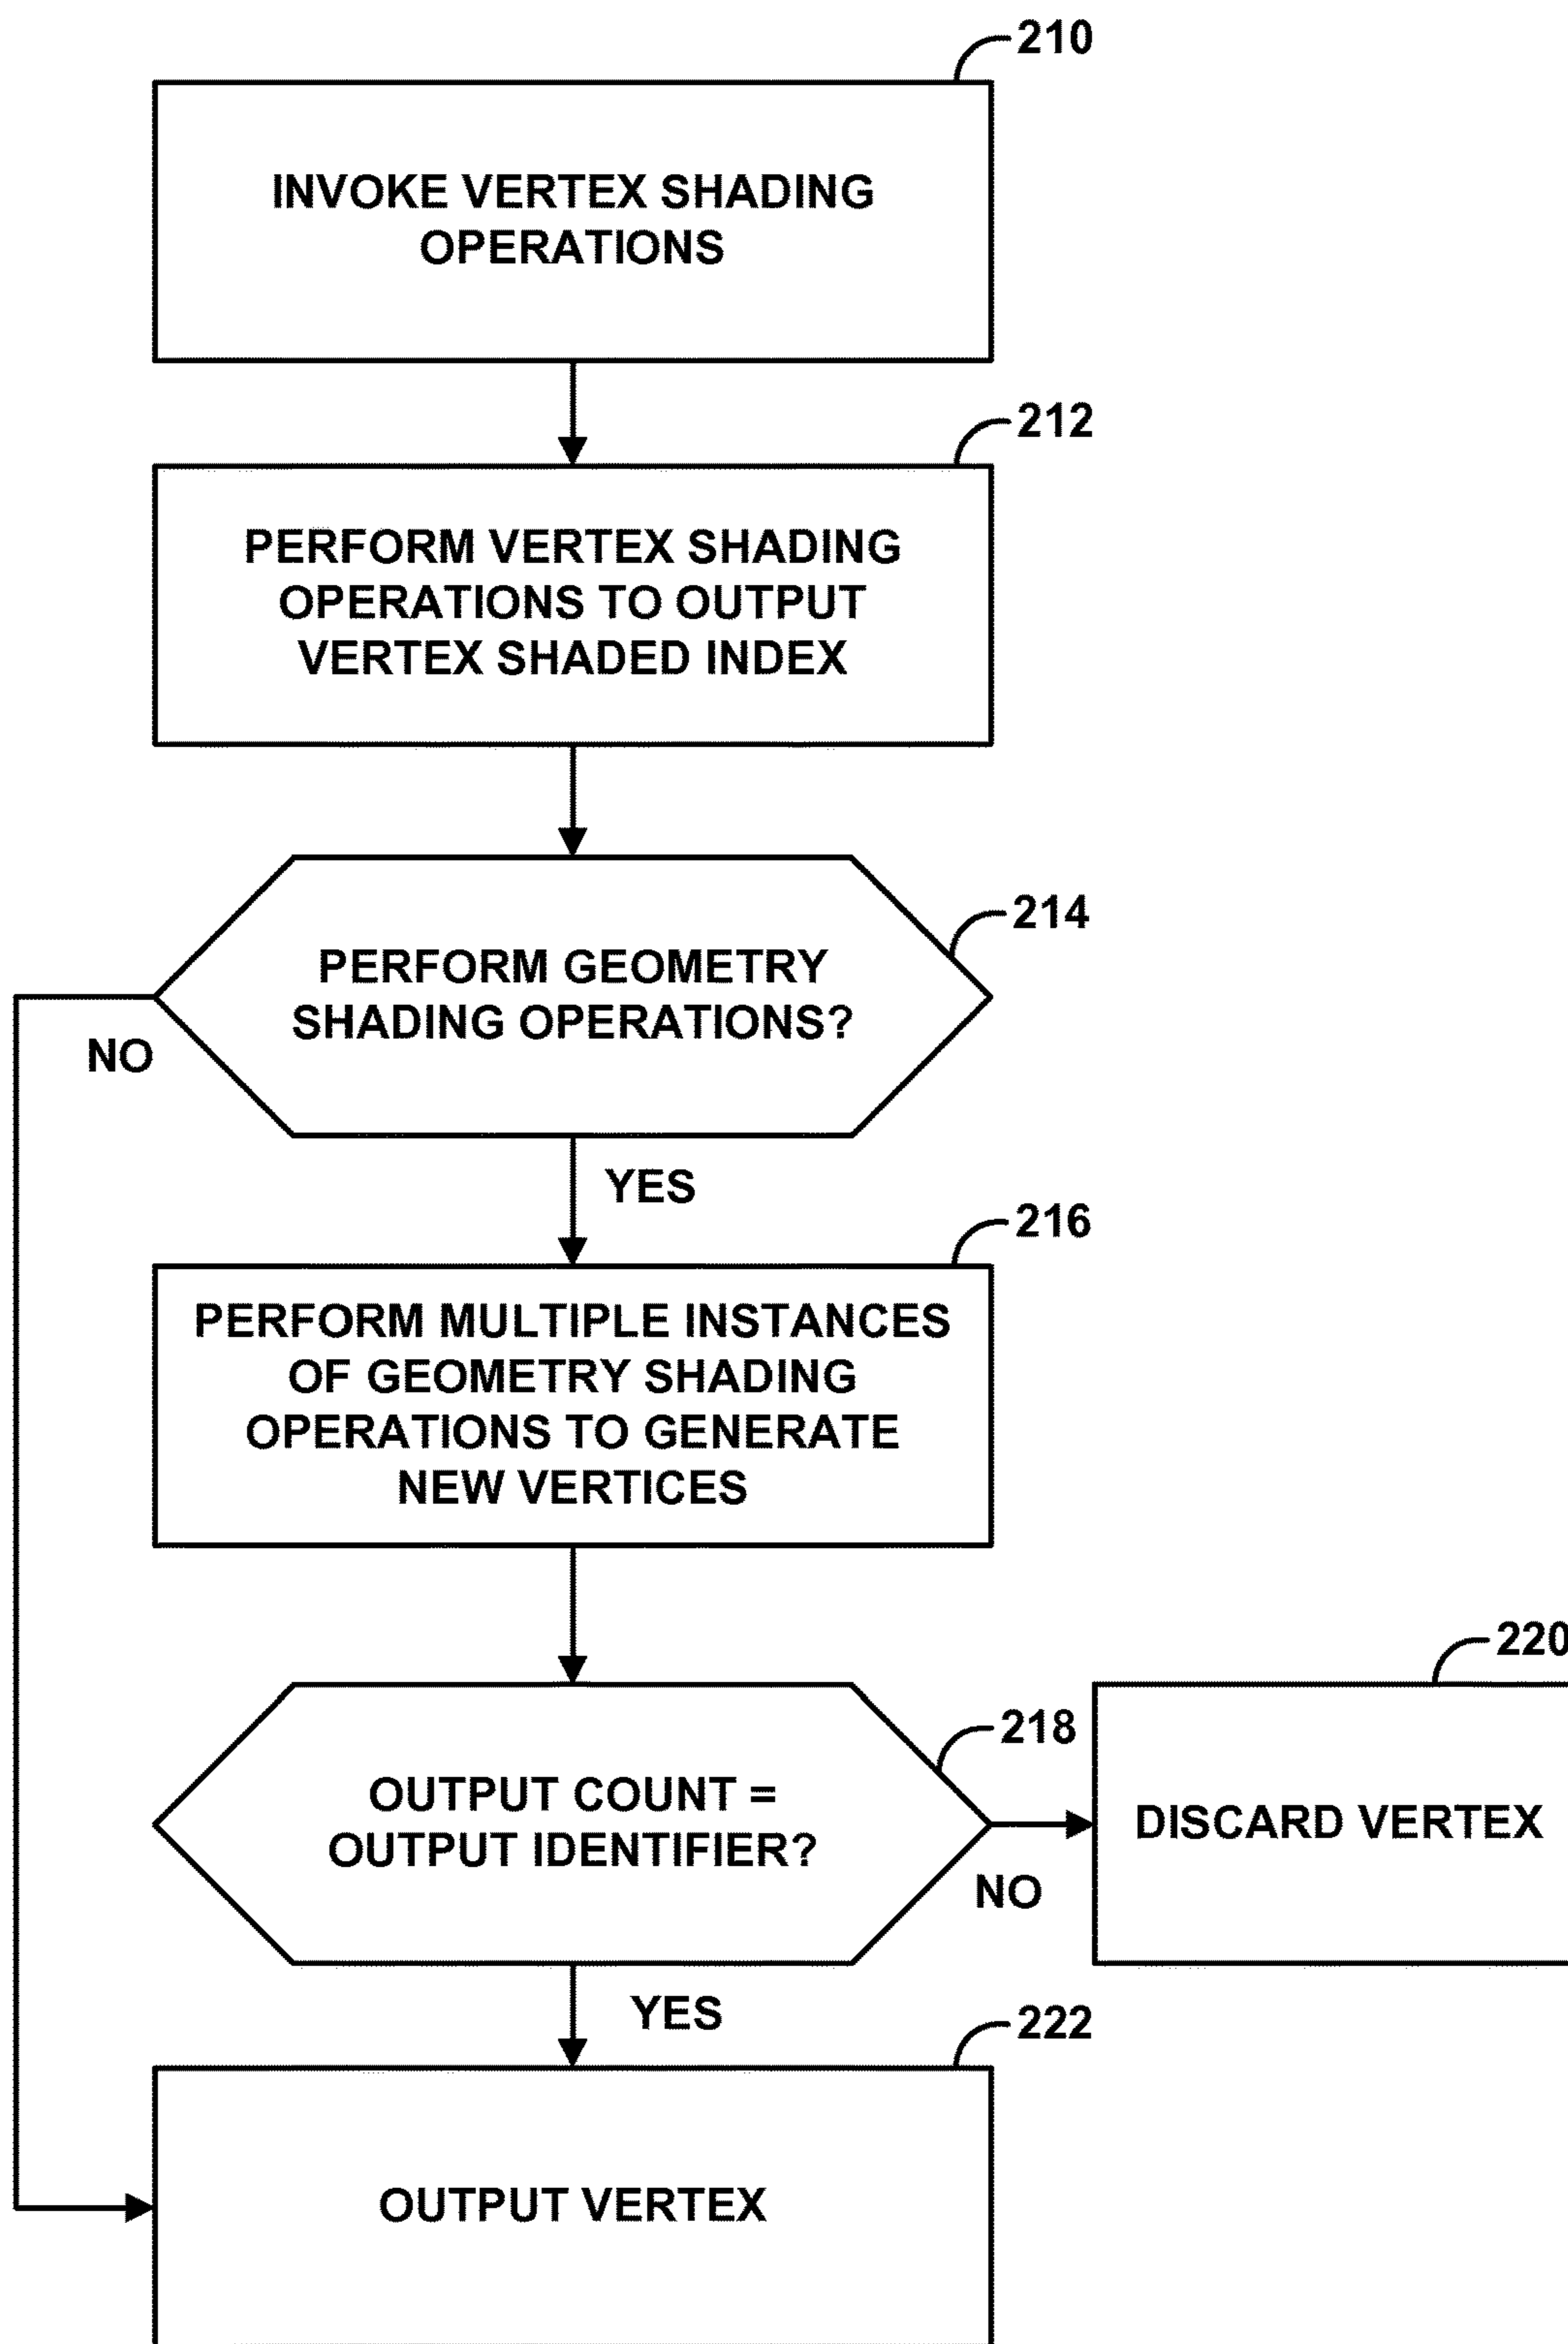 210
INVOKE VERTEX SHADING
OPERATIONS
212
PERFORM VERTEX SHADING
OPERATIONS TO OUTPUT
VERTEX SHADED INDEX
214
PERFORM GEOMETRY
SHADING OPERATIONS?
NO
YES
216
PERFORM MULTIPLE INSTANCES
OF GEOMETRY SHADING
OPERATIONS TO GENERATE
NEW VERTICES
218
OUTPUT COUNT =
OUTPUT IDENTIFIER?
NO
220
DISCARD VERTEX
YES
222
OUTPUT VERTEX